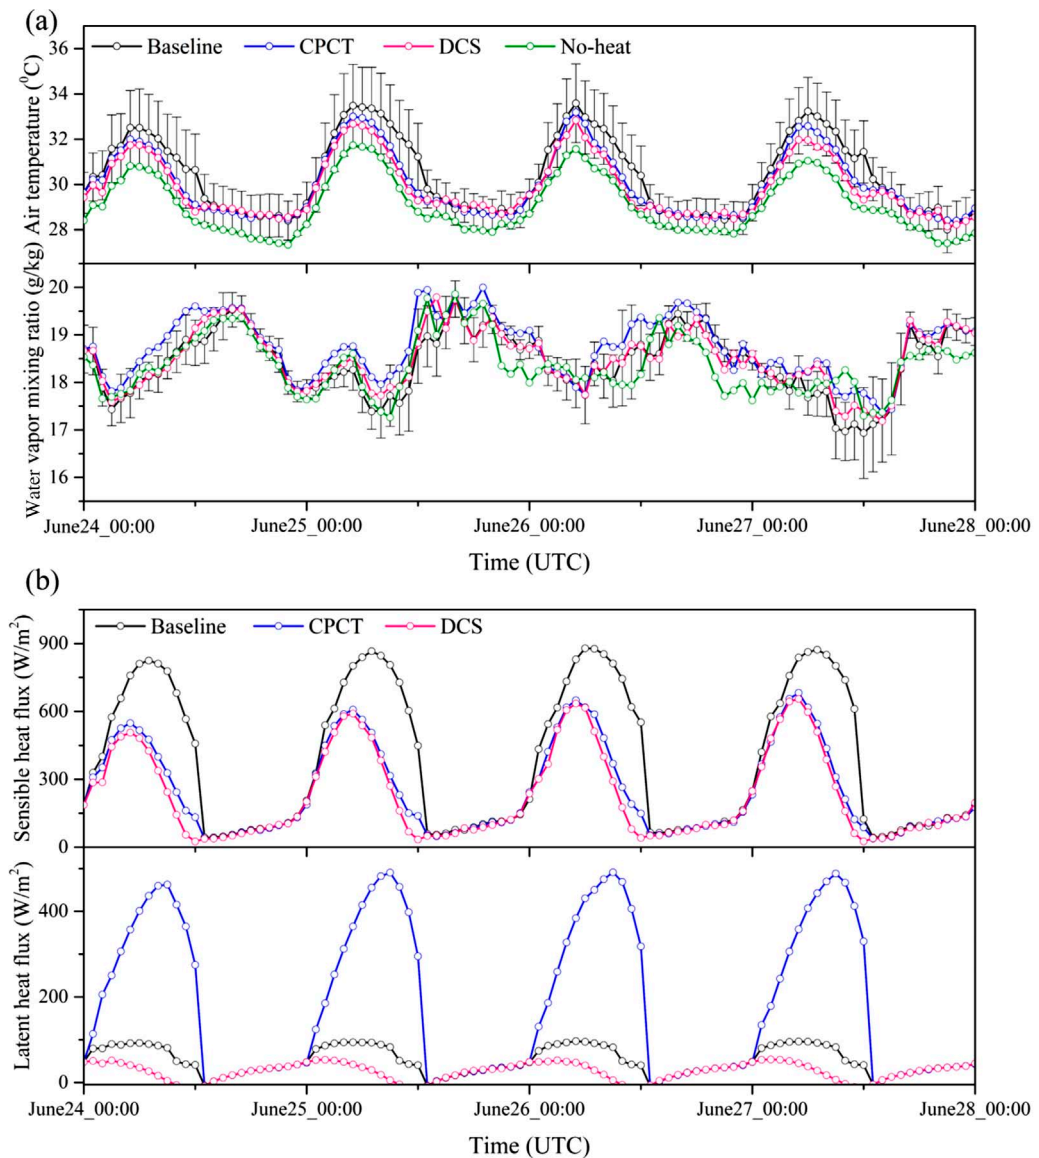 (a)
Baseline CPCT DCS No-heat
Air temperature (⁰C)
36
34
32
30
28
Water vapor mixing ratio (g/kg)
20
19
18
17
16
June24_00:00 June25_00:00 June26_00:00 June27_00:00 June28_00:00
Time (UTC)
(b)
Baseline CPCT DCS
Sensible heat flux (W/m²)
900
600
300
0
Latent heat flux (W/m²)
400
200
0
June24_00:00 June25_00:00 June26_00:00 June27_00:00 June28_00:00
Time (UTC)